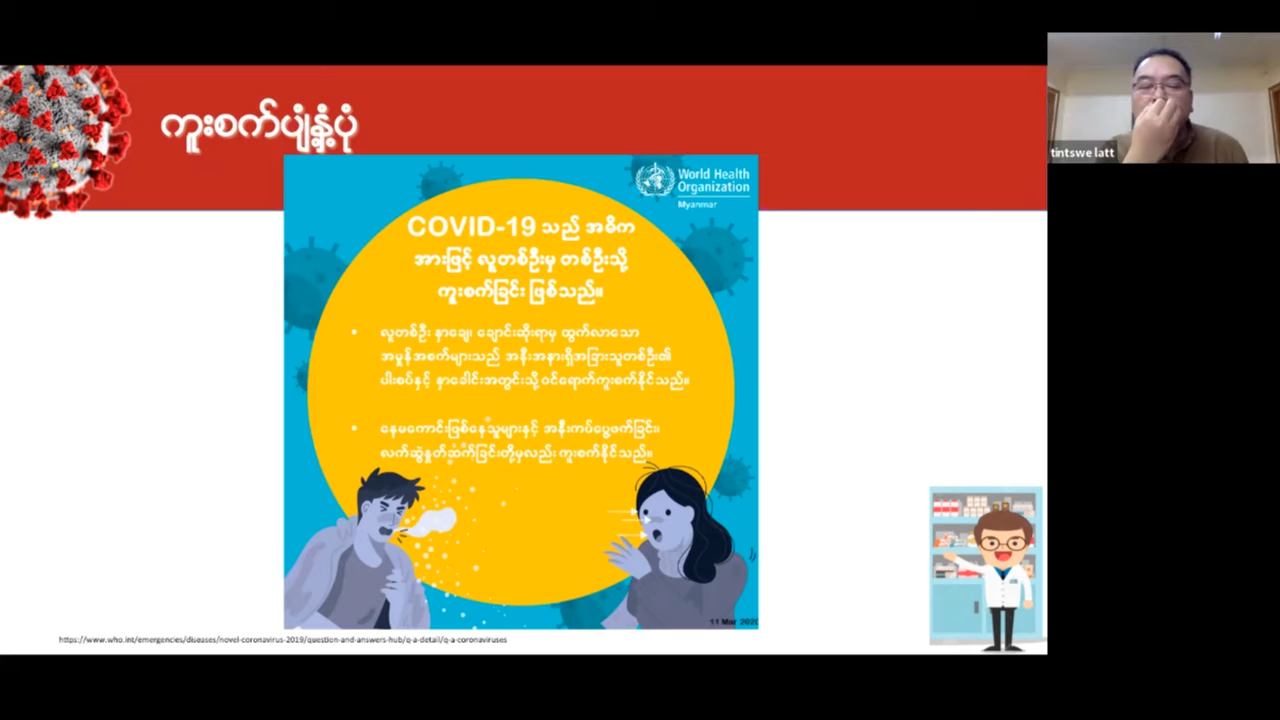 ကူးစက်ပျံ့နှံ့ပုံ
tintswe latt
World Health
Organization
Myanmar
COVID-19 သည် အဓိက
အားဖြင့် လူတစ်ဦးမှ တစ်ဦးသို့
ကူးစက်ခြင်း ဖြစ်သည်။
• လူတစ်ဦး နှာချေ၊ ချောင်းဆိုးရာမှ ထွက်လာသော
အမှုန်အစက်များသည် အနီးအနားရှိအခြားသူတစ်ဦး၏
ပါးစပ်နှင့် နှာခေါင်းအတွင်းသို့ ဝင်ရောက်ကူးစက်နိုင်သည်။
• နေမကောင်းဖြစ်နေသူများနှင့် အနီးကပ်ပွေ့ဖက်ခြင်း၊
လက်ဆွဲနှုတ်ဆက်ခြင်းတို့မှလည်း ကူးစက်နိုင်သည်။
11 Mar 2020
https://www.who.int/emergencies/diseases/novel-coronavirus-2019/question-and-answers-hub/q-a-detail/q-a-coronaviruses